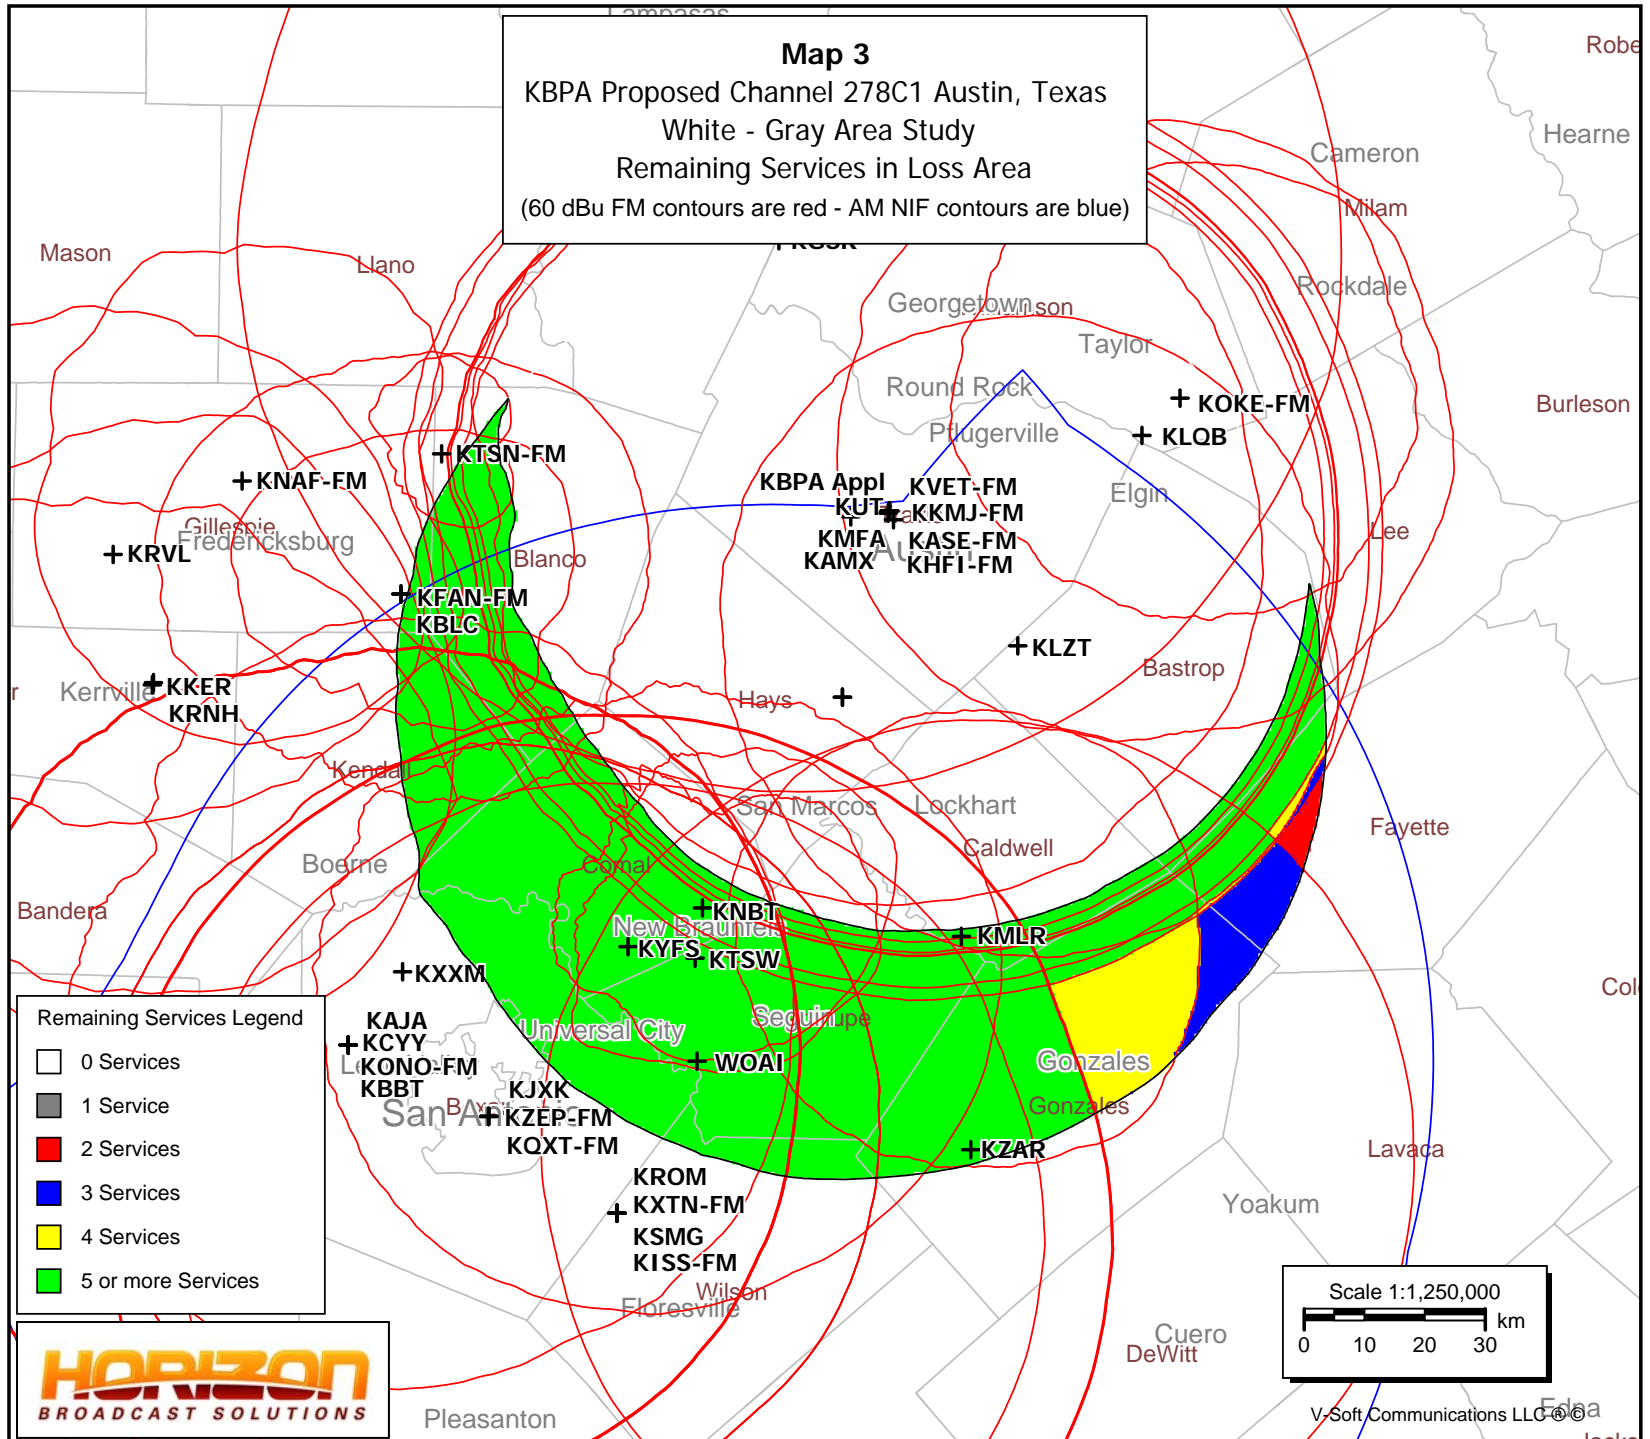 Lampasas
Map 3
KBPA Proposed Channel 278C1 Austin, Texas
White - Gray Area Study
Remaining Services in Loss Area
(60 dBu FM contours are red - AM NIF contours are blue)
Robe
Hearne
Cameron
Milam
Mason
Llano
Rockdale
Georgetown
Taylor
Round Rock
Pflugerville
Burleson
KOKE-FM
KLQB
KTSN-FM
KNAF-FM
KBPA Appl
KVET-FM
KUT
KKMJ-FM
Elgin
KMFA
KASE-FM
KAMX
KHFI-FM
Austin
Lee
Gillespie
Fredericksburg
KRVL
Blanco
KFAN-FM
KBLC
KLZT
Bastrop
r
Kerrville
KKER
KRNH
Hays
Kendall
San Marcos
Lockhart
Caldwell
Fayette
Boerne
Comal
Bandera
KNBT
New Braunfels
KYFS
KTSW
KMLR
KXXM
Colo
Universal City
Seguin
KAJA
KCYY
KONO-FM
KBBT
WOAI
Gonzales
Gonzales
KJXK
San Antonio
KZEP-FM
KQXT-FM
KZAR
Lavaca
KROM
KXTN-FM
KSMG
KISS-FM
Yoakum
Wilson
Floresville
Cuero
DeWitt
Edna
Pleasanton
Remaining Services Legend
0 Services
1 Service
2 Services
3 Services
4 Services
5 or more Services
Scale 1:1,250,000
km
0 10 20 30
HORIZON
BROADCAST SOLUTIONS
V-Soft Communications LLC ® ©